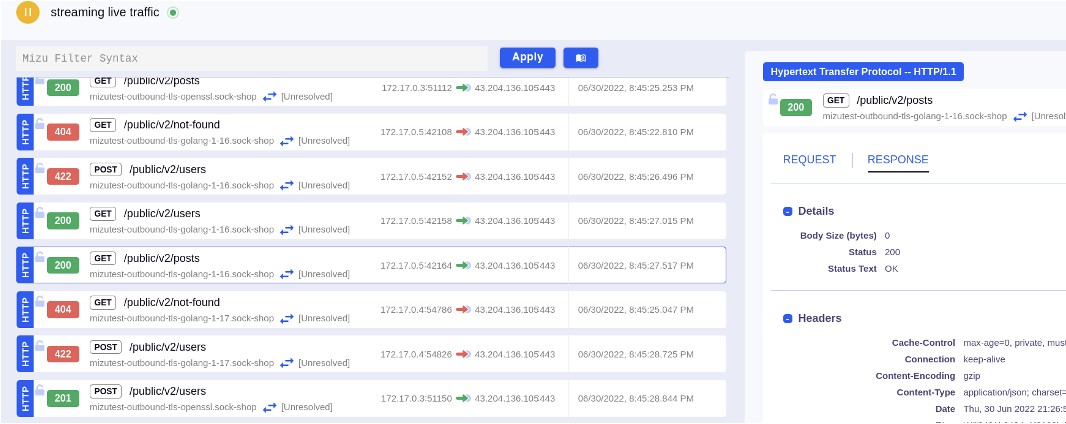 streaming live traffic
Mizu Filter Syntax
Apply
HTTP
200
GET /public/v2/posts
mizutest-outbound-tls-openssl.sock-shop [Unresolved]
172.17.0.3:51112 43.204.136.105:443 06/30/2022, 8:45:25.253 PM
HTTP
404
GET /public/v2/not-found
mizutest-outbound-tls-golang-1-16.sock-shop [Unresolved]
172.17.0.5:42108 43.204.136.105:443 06/30/2022, 8:45:22.810 PM
HTTP
422
POST /public/v2/users
mizutest-outbound-tls-golang-1-16.sock-shop [Unresolved]
172.17.0.5:42152 43.204.136.105:443 06/30/2022, 8:45:26.496 PM
HTTP
200
GET /public/v2/users
mizutest-outbound-tls-golang-1-16.sock-shop [Unresolved]
172.17.0.5:42158 43.204.136.105:443 06/30/2022, 8:45:27.015 PM
HTTP
200
GET /public/v2/posts
mizutest-outbound-tls-golang-1-16.sock-shop [Unresolved]
172.17.0.5:42164 43.204.136.105:443 06/30/2022, 8:45:27.517 PM
HTTP
404
GET /public/v2/not-found
mizutest-outbound-tls-golang-1-17.sock-shop [Unresolved]
172.17.0.4:54786 43.204.136.105:443 06/30/2022, 8:45:25.047 PM
HTTP
422
POST /public/v2/users
mizutest-outbound-tls-golang-1-17.sock-shop [Unresolved]
172.17.0.4:54826 43.204.136.105:443 06/30/2022, 8:45:28.725 PM
HTTP
201
POST /public/v2/users
mizutest-outbound-tls-openssl.sock-shop [Unresolved]
172.17.0.3:51150 43.204.136.105:443 06/30/2022, 8:45:28.844 PM
Hypertext Transfer Protocol -- HTTP/1.1
200
GET /public/v2/posts
mizutest-outbound-tls-golang-1-16.sock-shop [Unresol
REQUEST RESPONSE
Details
Body Size (bytes) 0
Status 200
Status Text OK
Headers
Cache-Control max-age=0, private, must
Connection keep-alive
Content-Encoding gzip
Content-Type application/json; charset=
Date Thu, 30 Jun 2022 21:26:5